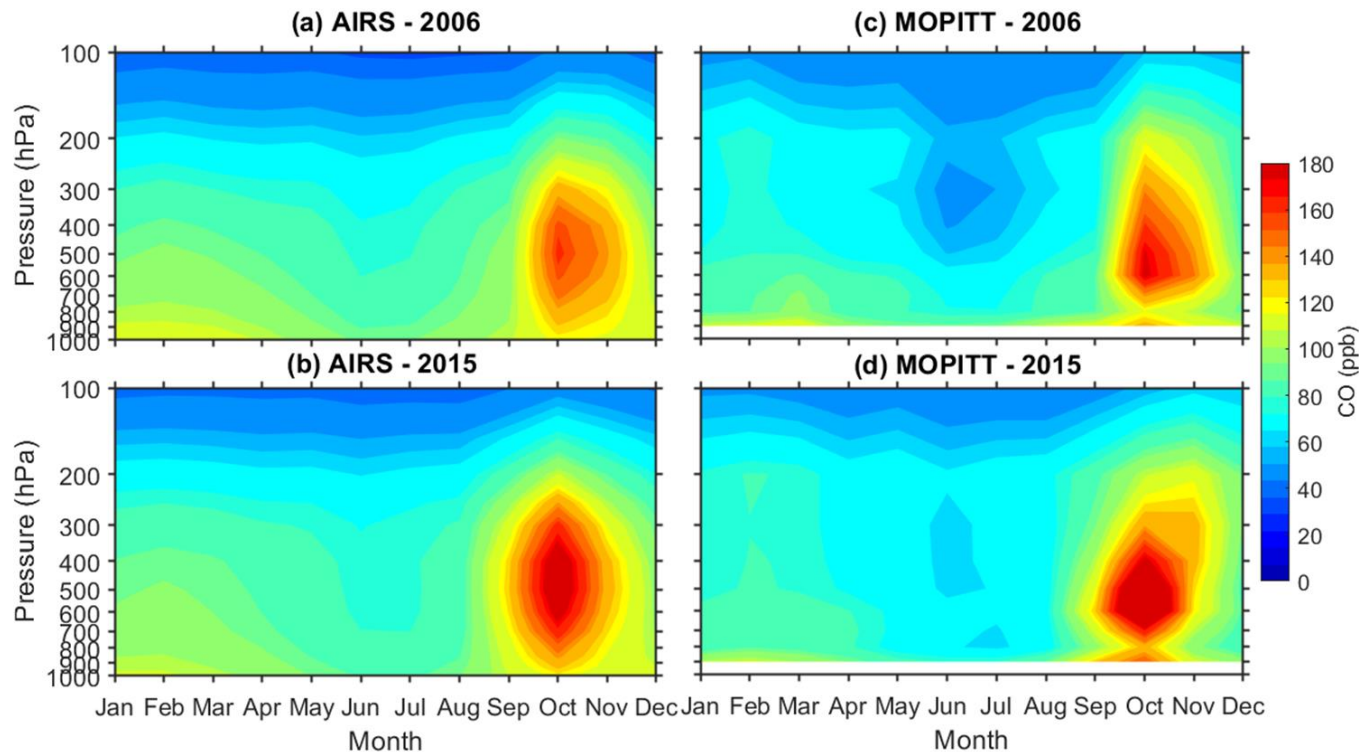 (a) AIRS - 2006
100
200
300
400
500
600
700
800
900
1000
Pressure (hPa)
(c) MOPITT - 2006
(b) AIRS - 2015
100
200
300
400
500
600
700
800
900
1000
Pressure (hPa)
Jan Feb Mar Apr May Jun Jul Aug Sep Oct Nov Dec
Month
(d) MOPITT - 2015
Jan Feb Mar Apr May Jun Jul Aug Sep Oct Nov Dec
Month
180
160
140
120
100
80
60
40
20
0
CO (ppb)